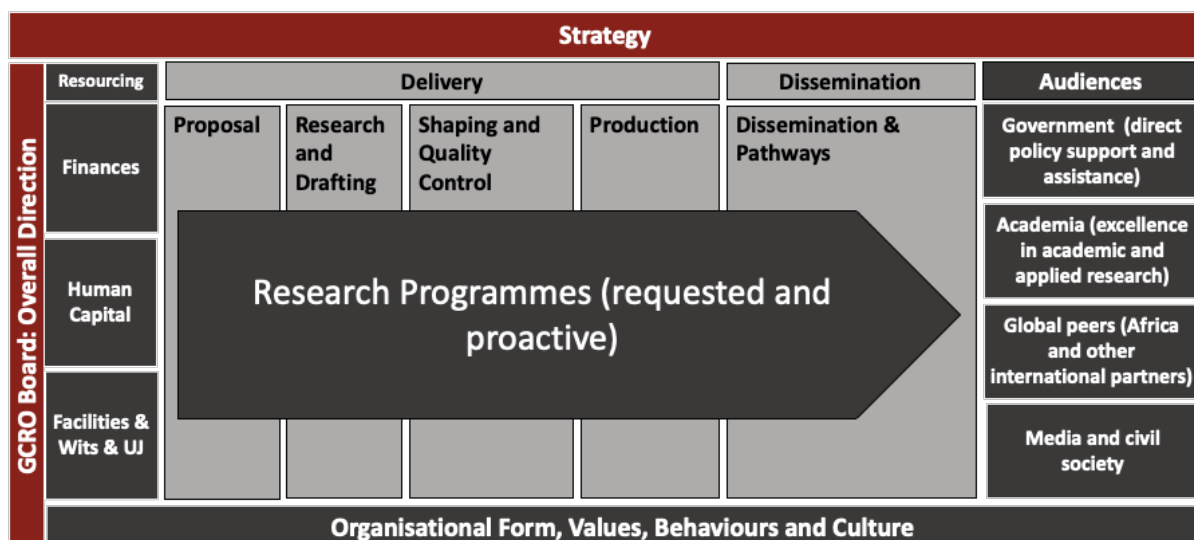 Strategy
GCRO Board: Overall Direction
Resourcing
Delivery
Dissemination
Audiences
Finances
Human
Capital
Facilities &
Wits & UJ
Proposal
Research
and
Drafting
Shaping and
Quality
Control
Production
Dissemination &
Pathways
Research Programmes (requested and
proactive)
Government (direct
policy support and
assistance)
Academia (excellence
in academic and
applied research)
Global peers (Africa
and other
international partners)
Media and civil
society
Organisational Form, Values, Behaviours and Culture